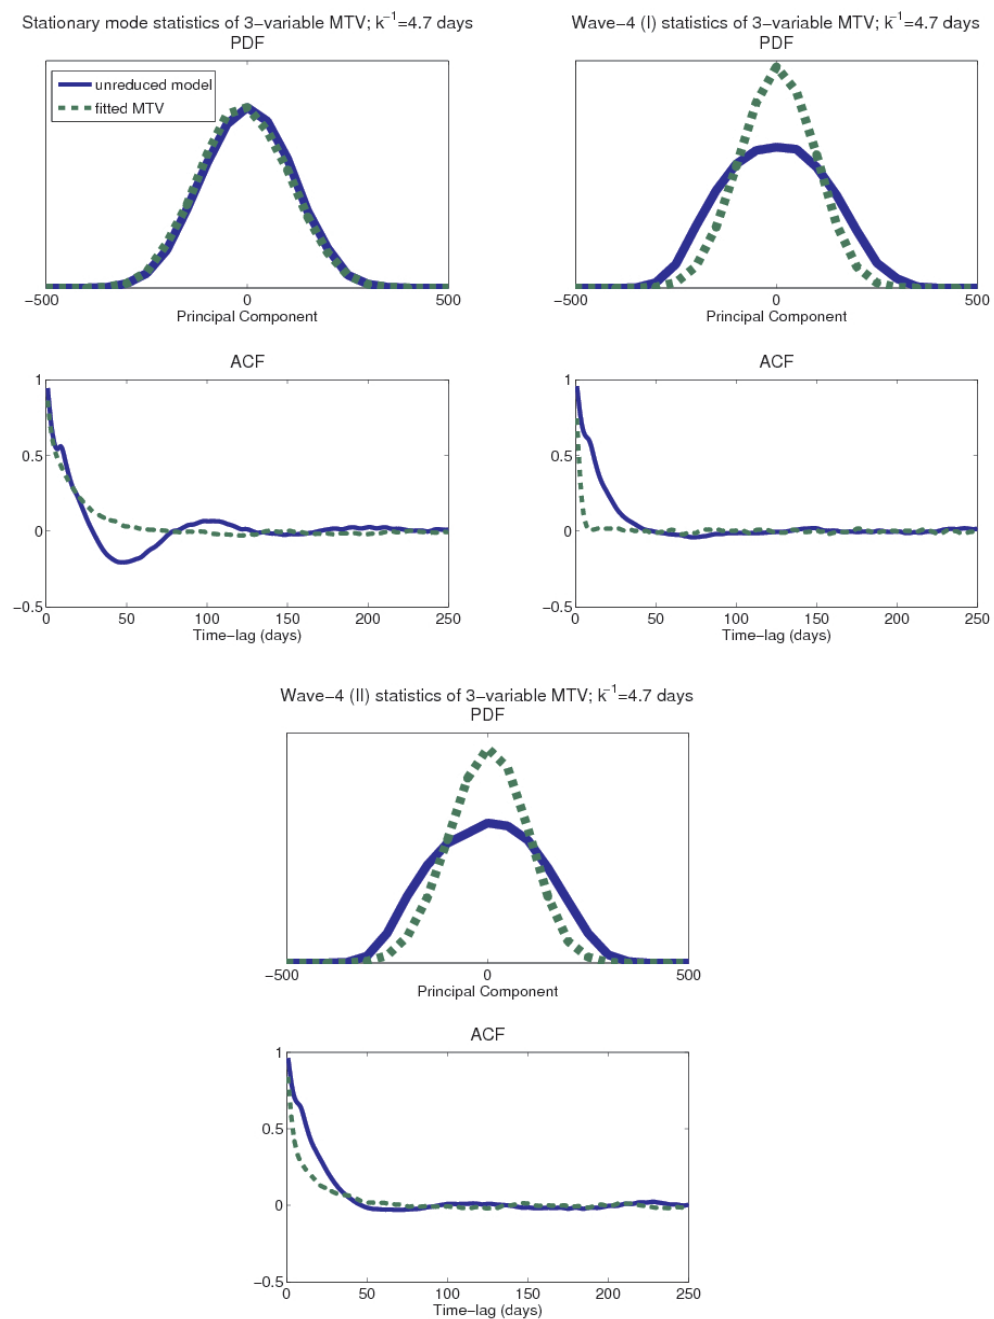 Stationary mode statistics of 3−variable MTV; k⁻¹=4.7 days
PDF
unreduced model
fitted MTV
−500
0
500
Principal Component
ACF
1
0.5
0
−0.5
0
50
100
150
200
250
Time−lag (days)
Wave−4 (I) statistics of 3−variable MTV; k⁻¹=4.7 days
PDF
−500
0
500
Principal Component
ACF
1
0.5
0
−0.5
0
50
100
150
200
250
Time−lag (days)
Wave−4 (II) statistics of 3−variable MTV; k⁻¹=4.7 days
PDF
−500
0
500
Principal Component
ACF
1
0.5
0
−0.5
0
50
100
150
200
250
Time−lag (days)